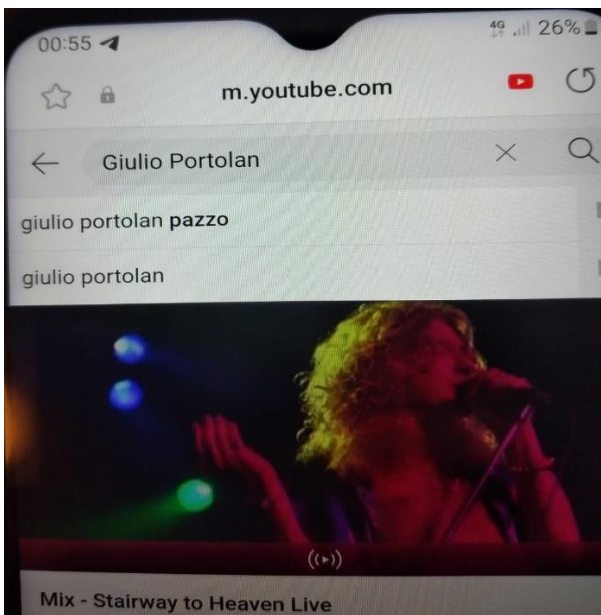 00:55 4G 26%
m.youtube.com
Giulio Portolan
giulio portolan pazzo
giulio portolan
Mix - Stairway to Heaven Live